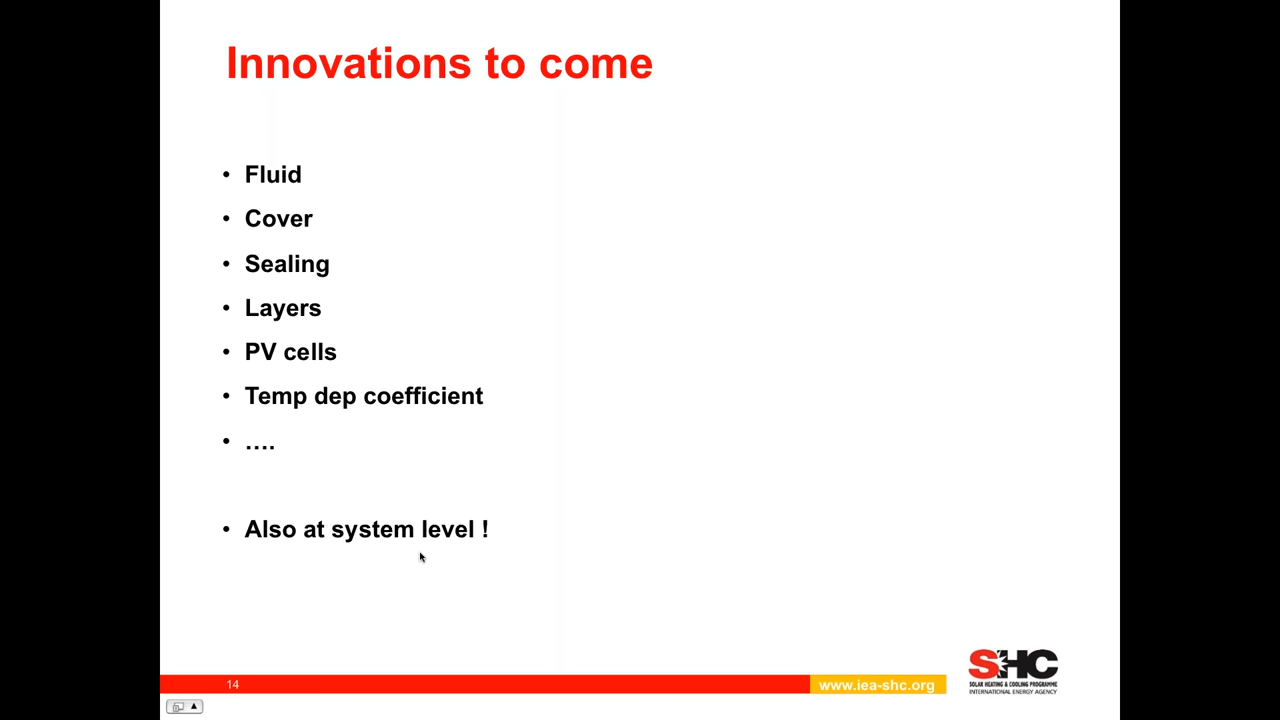 Innovations to come
• Fluid
• Cover
• Sealing
• Layers
• PV cells
• Temp dep coefficient
• ....
• Also at system level !
14
www.iea-shc.org
SHC
SOLAR HEATING & COOLING PROGRAMME
INTERNATIONAL ENERGY AGENCY